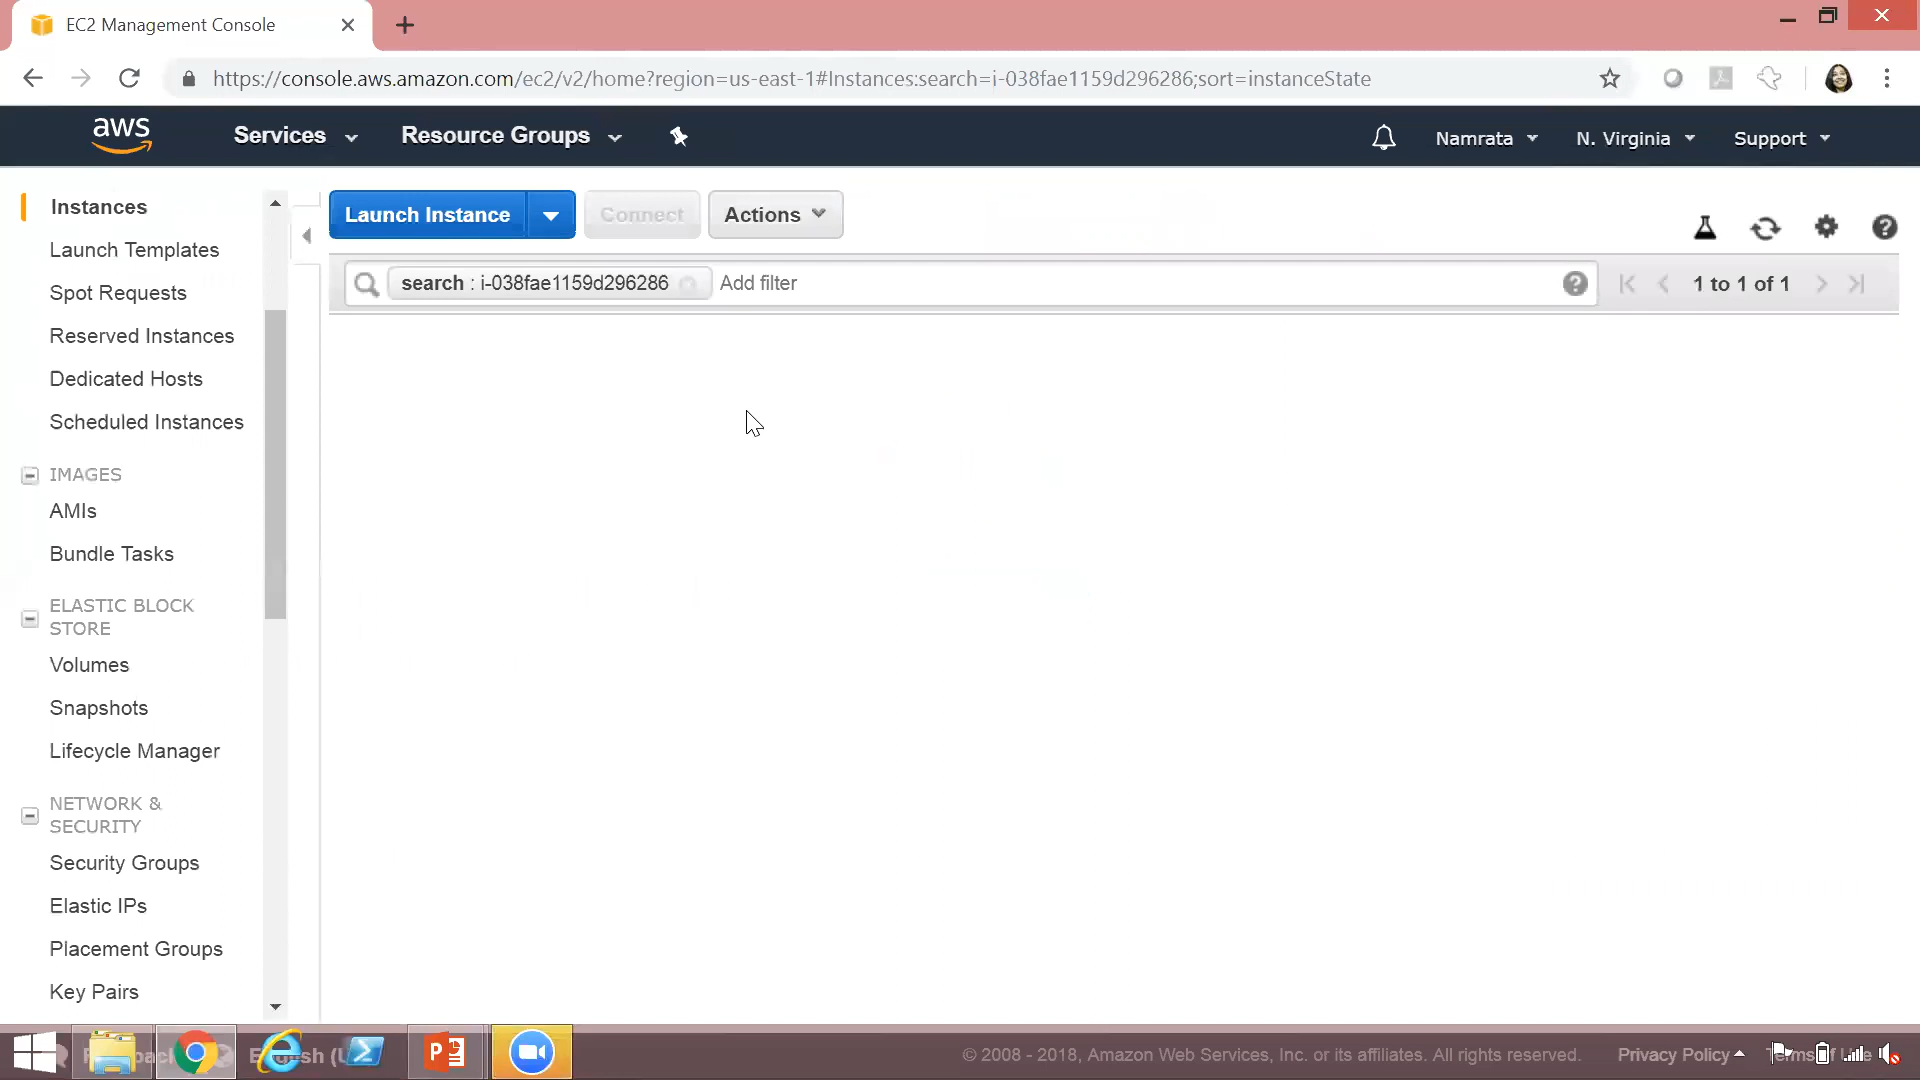 EC2 Management Console
https://console.aws.amazon.com/ec2/v2/home?region=us-east-1#Instances:search=i-038fae1159d296286;sort=instanceState
aws Services Resource Groups Namrata N. Virginia Support
Launch Instance Connect Actions
search : i-038fae1159d296286 Add filter 1 to 1 of 1
Instances
Launch Templates
Spot Requests
Reserved Instances
Dedicated Hosts
Scheduled Instances
IMAGES
AMIs
Bundle Tasks
ELASTIC BLOCK
STORE
Volumes
Snapshots
Lifecycle Manager
NETWORK &
SECURITY
Security Groups
Elastic IPs
Placement Groups
Key Pairs
© 2008 - 2018, Amazon Web Services, Inc. or its affiliates. All rights reserved. Privacy Policy